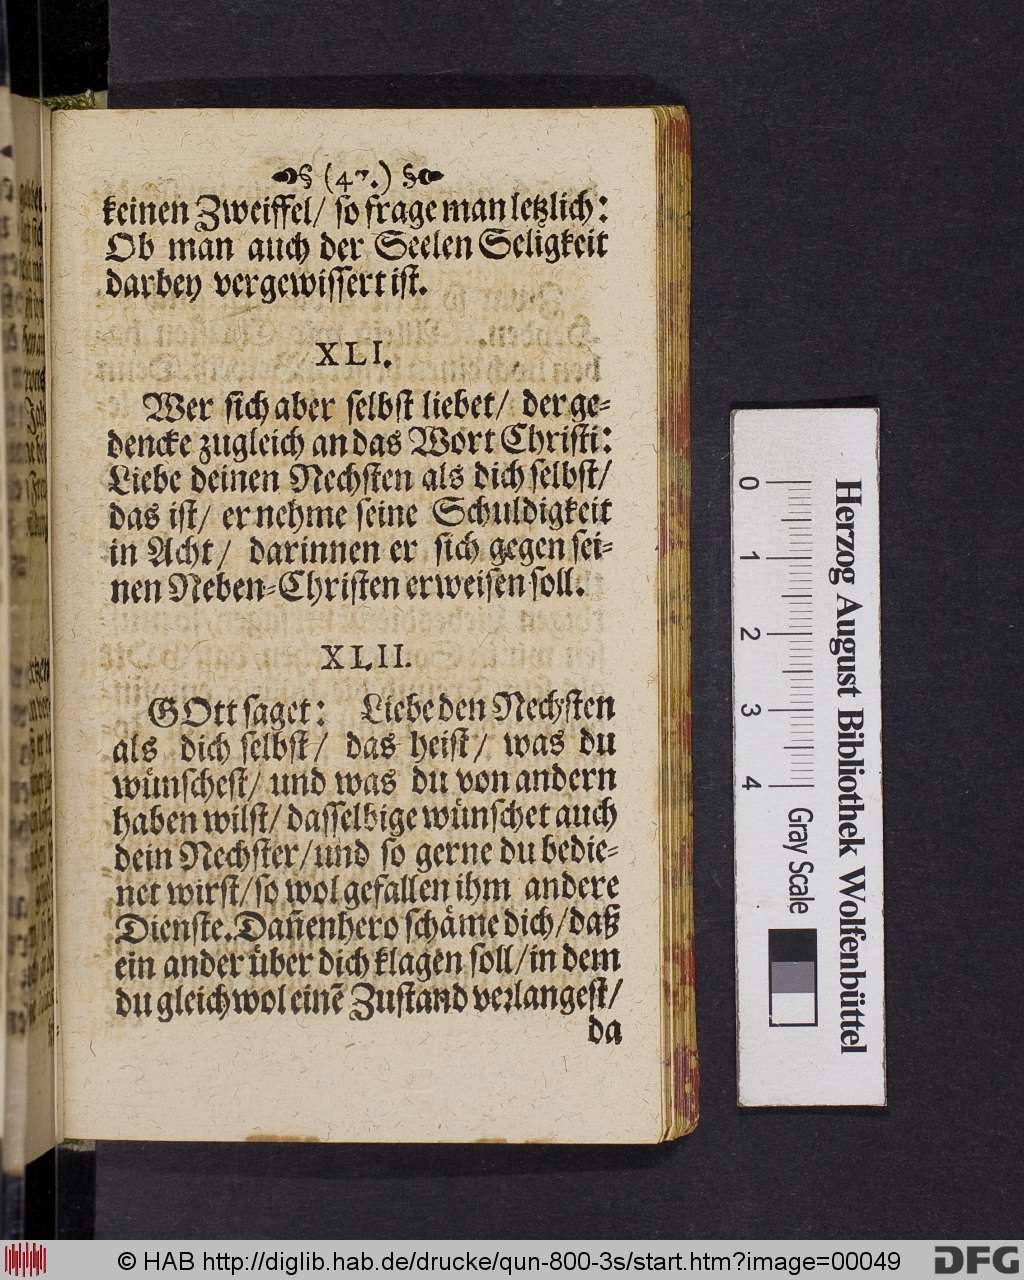 § (47.) §
keinen Zweiffel/ ſo frage man letzlich:
Ob man auch der Seelen Seligkeit
darbey vergewiſſert iſt.
XLI.
Wer ſich aber ſelbſt liebet/ der ge-
dencke zugleich an das Wort Chriſti:
Liebe deinen Nechſten als dich ſelbſt/
das iſt/ er nehme ſeine Schuldigkeit
in Acht/ darinnen er ſich gegen ſei-
nen Neben-Chriſten erweiſen ſoll.
XLII.
GOtt ſaget: Liebe den Nechſten
als dich ſelbſt/ das heiſt/ was du
wünſcheſt/ und was du von andern
haben wilſt/ daſſelbige wünſchet auch
dein Nechſter/ und ſo gerne du bedie-
net wirſt/ ſo wol gefallen ihm andere
Dienſte. Dañenhero ſchäme dich/ daß
ein ander über dich klagen ſoll/ in dem
du gleichwol einẽ Zuſtand verlangeſt/
da
Herzog August Bibliothek Wolfenbüttel
0 1 2 3 4 Gray Scale
© HAB http://diglib.hab.de/drucke/qun-800-3s/start.htm?image=00049
DFG